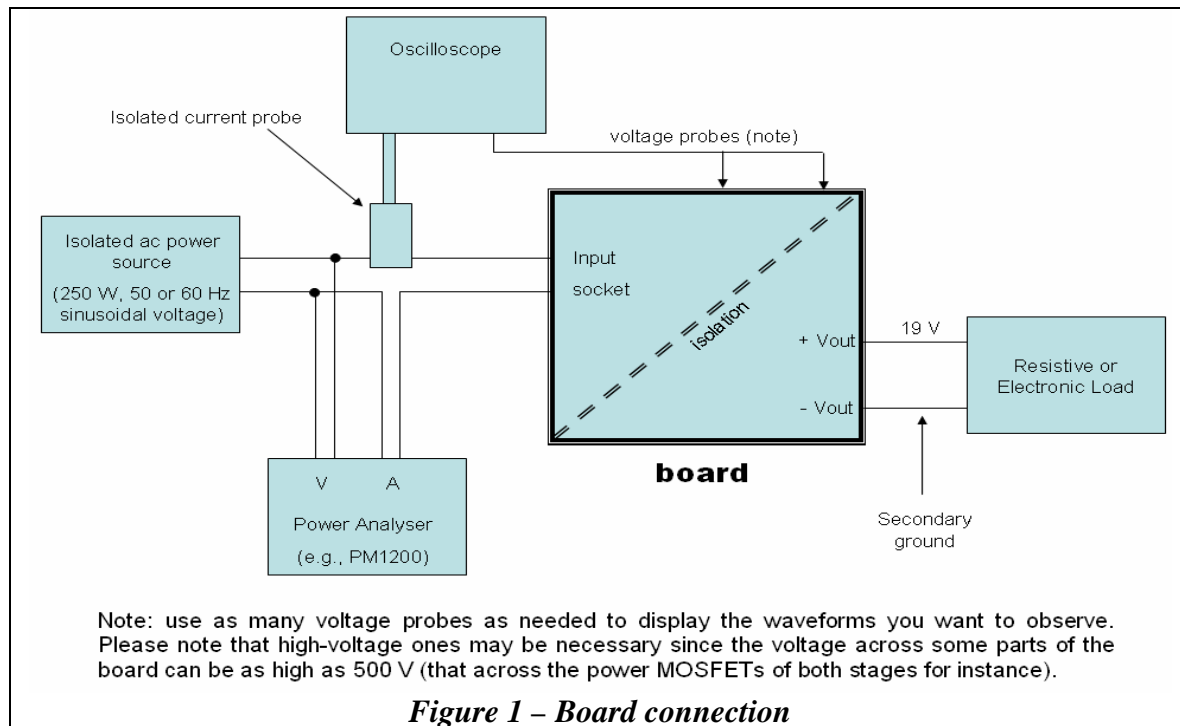 Oscilloscope
Isolated current probe
voltage probes (note)
Isolated ac power
source
(250 W, 50 or 60 Hz
sinusoidal voltage)
Input
socket
isolation
+ Vout
- Vout
19 V
Resistive or
Electronic Load
board
V A
Power Analyser
(e.g., PM1200)
Secondary
ground
Note: use as many voltage probes as needed to display the waveforms you want to observe.
Please note that high-voltage ones may be necessary since the voltage across some parts of the
board can be as high as 500 V (that across the power MOSFETs of both stages for instance).
Figure 1 – Board connection